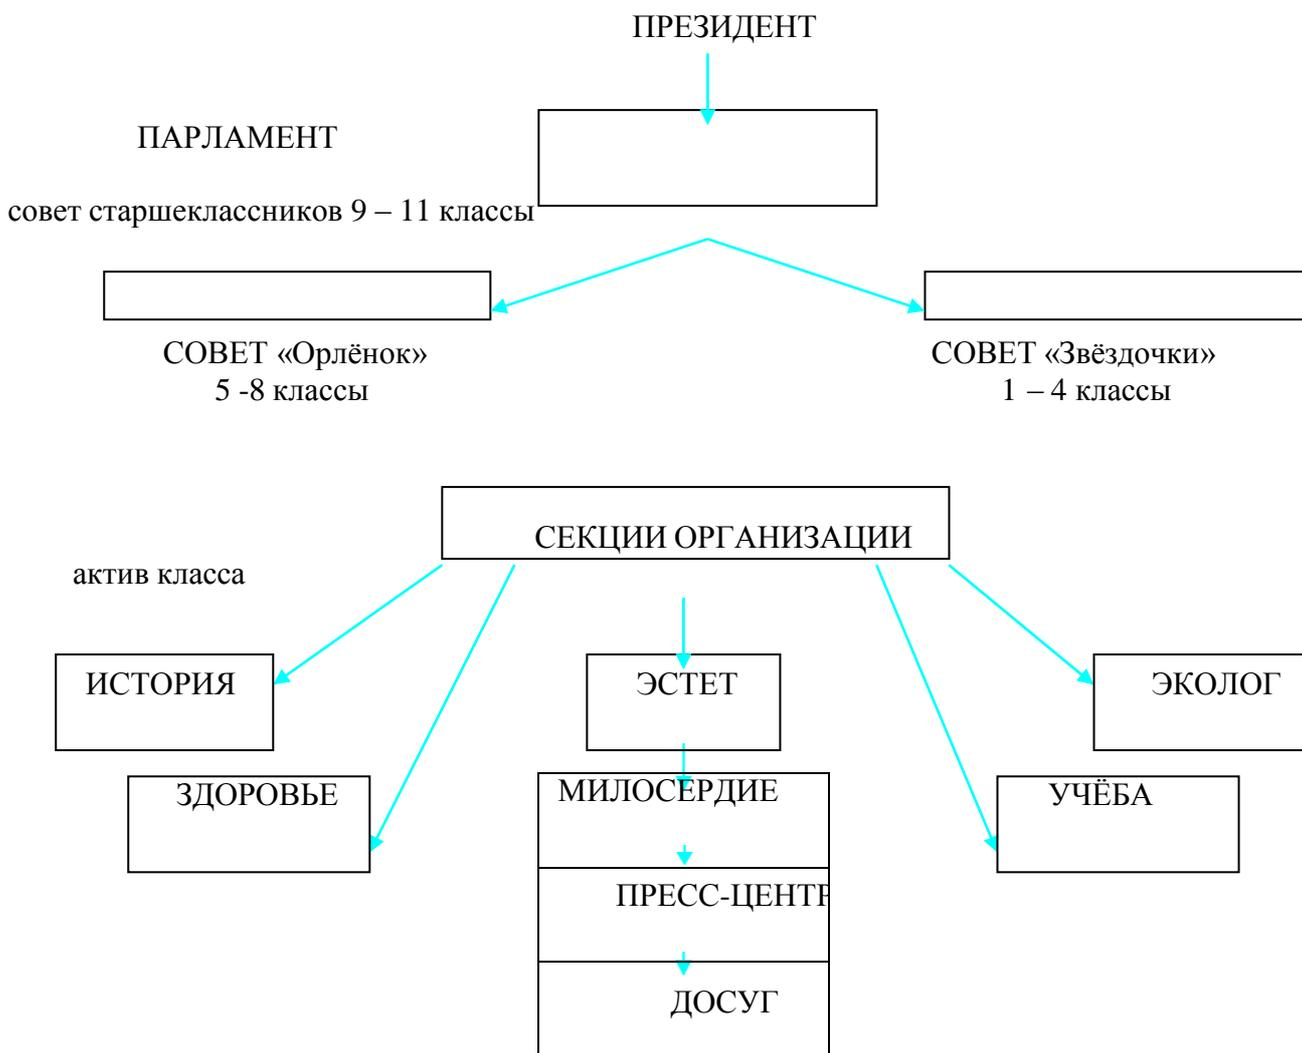 ПРЕЗИДЕНТ
ПАРЛАМЕНТ
совет старшеклассников 9 – 11 классы
СОВЕТ «Орлёнок»
5 -8 классы
СОВЕТ «Звёздочки»
1 – 4 классы
СЕКЦИИ ОРГАНИЗАЦИИ
актив класса
ИСТОРИЯ
ЭСТЕТ
ЭКОЛОГ
ЗДОРОВЬЕ
МИЛОСЕРДИЕ
УЧЁБА
ПРЕСС-ЦЕНТР
ДОСУГ